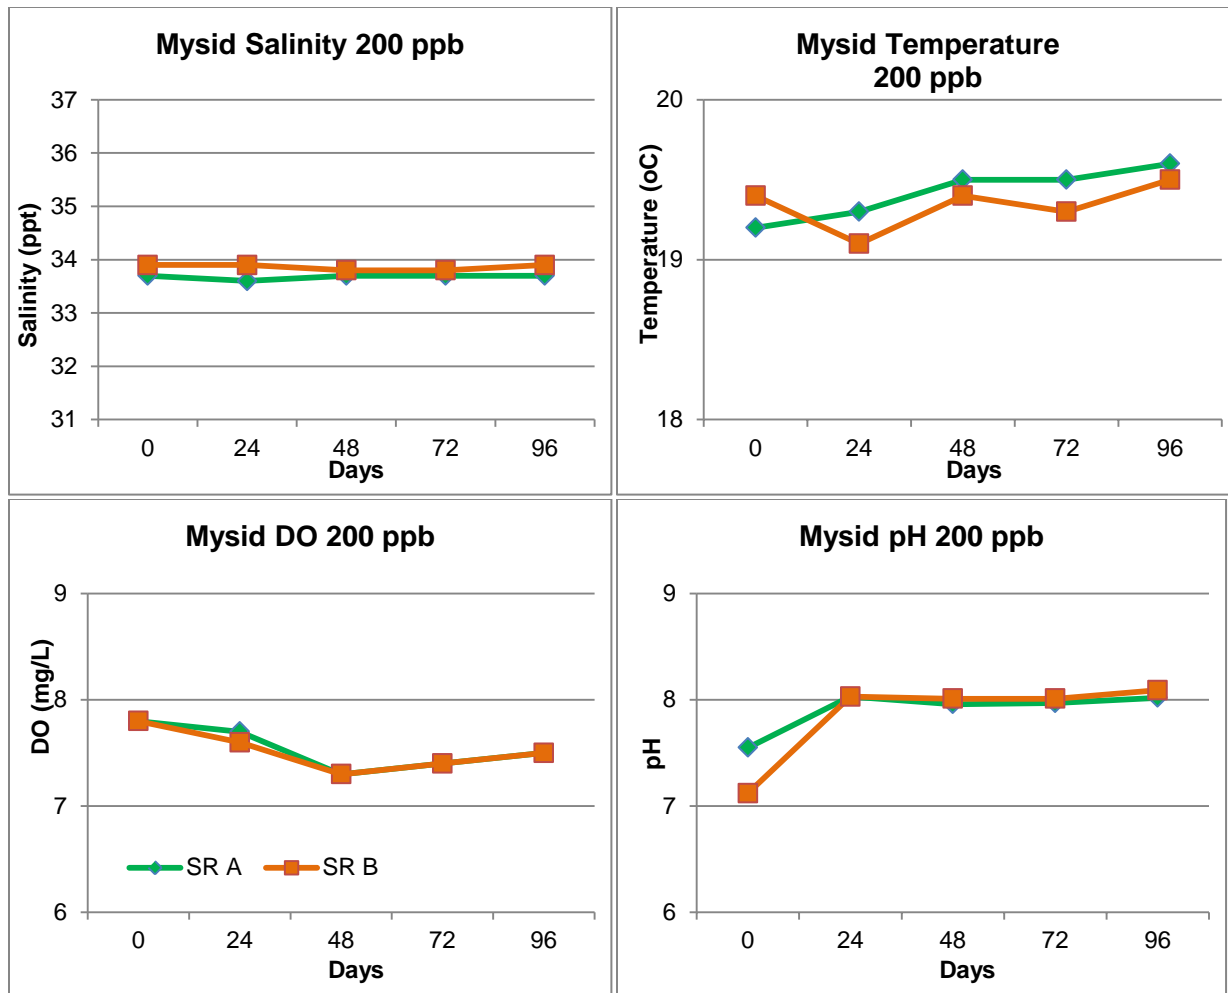 Mysid Salinity 200 ppb
37
36
35
34
33
32
31
Salinity (ppt)
0 24 48 72 96
Days
Mysid Temperature
200 ppb
20
19
18
Temperature (oC)
0 24 48 72 96
Days
Mysid DO 200 ppb
9
8
7
6
DO (mg/L)
SR A SR B
0 24 48 72 96
Days
Mysid pH 200 ppb
9
8
7
6
pH
0 24 48 72 96
Days